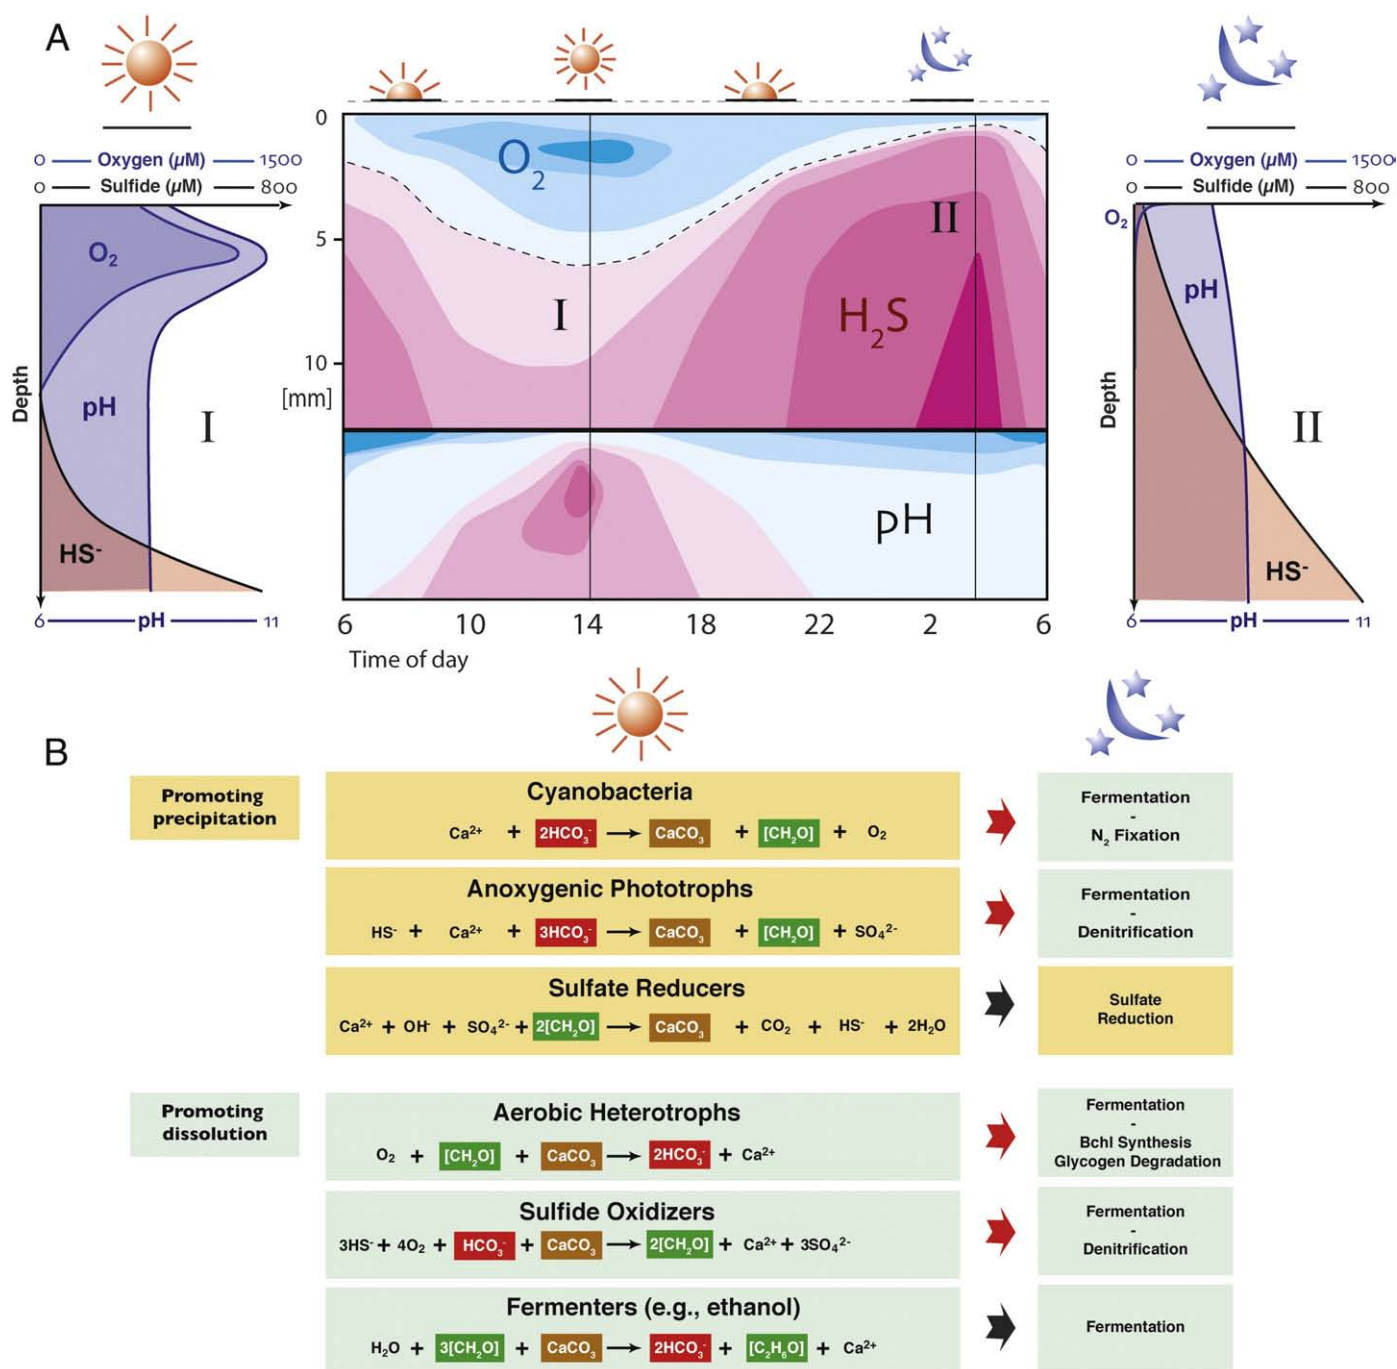 A
0 Oxygen (µM) 1500
0 Sulfide (µM) 800
O₂
pH
I
HS⁻
Depth
6 pH 11
0
5
10
[mm]
O₂
I
II
H₂S
pH
6 10 14 18 22 2 6
Time of day
0 Oxygen (µM) 1500
0 Sulfide (µM) 800
O₂
pH
II
HS⁻
Depth
6 pH 11
B
Promoting
precipitation
Cyanobacteria
Ca²⁺ + 2HCO₃⁻ → CaCO₃ + [CH₂O] + O₂
Fermentation
-
N₂ Fixation
Anoxygenic Phototrophs
HS⁻ + Ca²⁺ + 3HCO₃⁻ → CaCO₃ + [CH₂O] + SO₄²⁻
Fermentation
-
Denitrification
Sulfate Reducers
Ca²⁺ + OH⁻ + SO₄²⁻ + 2[CH₂O] → CaCO₃ + CO₂ + HS⁻ + 2H₂O
Sulfate
Reduction
Promoting
dissolution
Aerobic Heterotrophs
O₂ + [CH₂O] + CaCO₃ → 2HCO₃⁻ + Ca²⁺
Fermentation
-
Bchl Synthesis
Glycogen Degradation
Sulfide Oxidizers
3HS⁻ + 4O₂ + HCO₃⁻ + CaCO₃ → 2[CH₂O] + Ca²⁺ + 3SO₄²⁻
Fermentation
-
Denitrification
Fermenters (e.g., ethanol)
H₂O + 3[CH₂O] + CaCO₃ → 2HCO₃⁻ + [C₂H₆O] + Ca²⁺
Fermentation